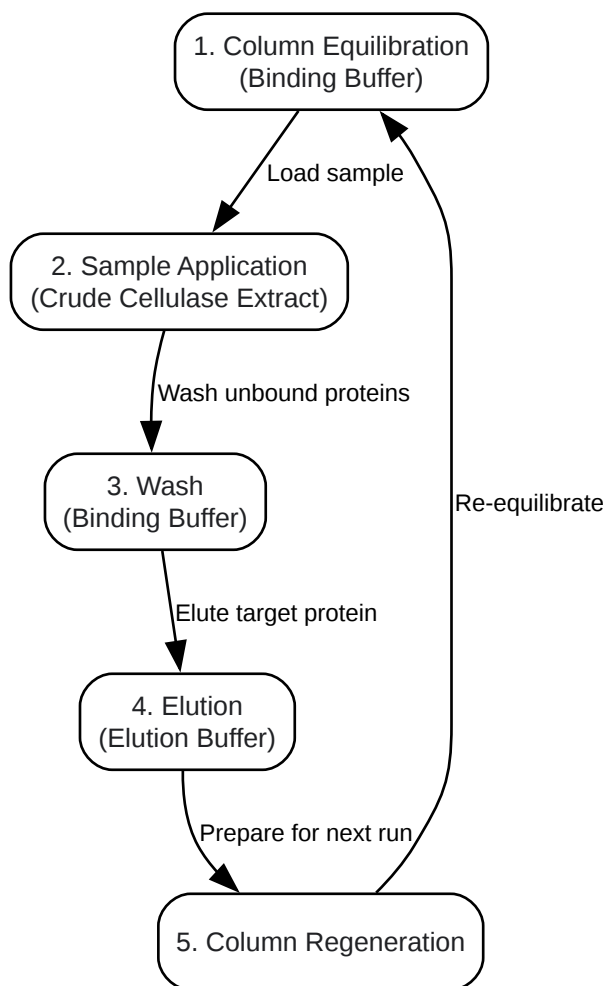 1. Column Equilibration
(Binding Buffer)
Load sample
2. Sample Application
(Crude Cellulase Extract)
Wash unbound proteins
3. Wash
(Binding Buffer)
Re-equilibrate
Elute target protein
4. Elution
(Elution Buffer)
Prepare for next run
5. Column Regeneration